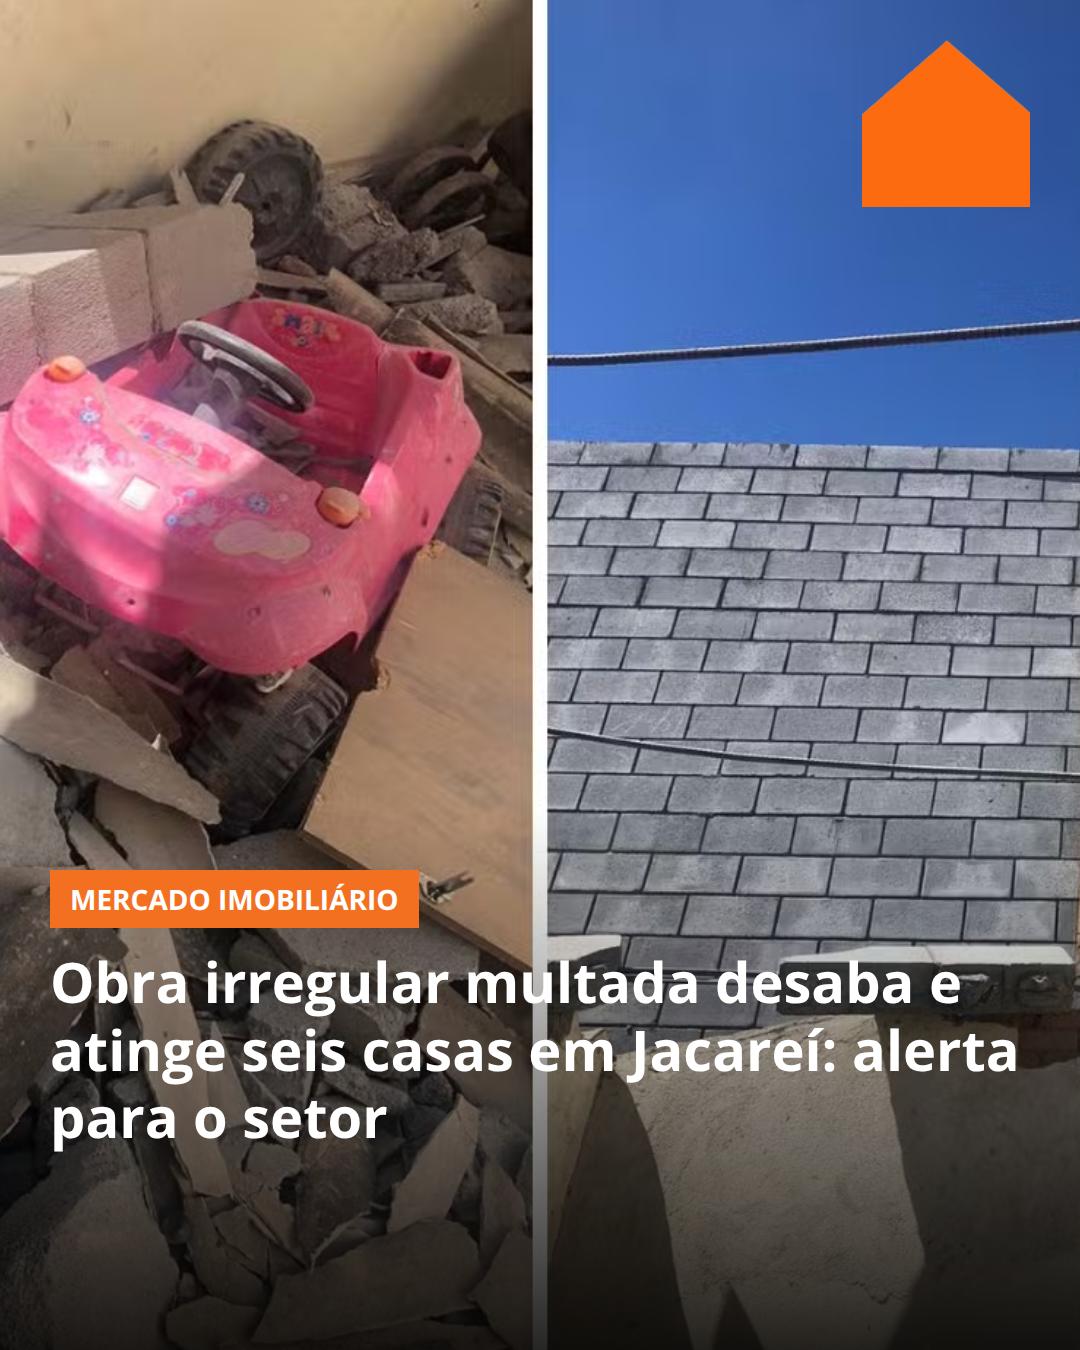 MERCADO IMOBILIÁRIO
Obra irregular multada desaba e
atinge seis casas em Jacareí: alerta
para o setor